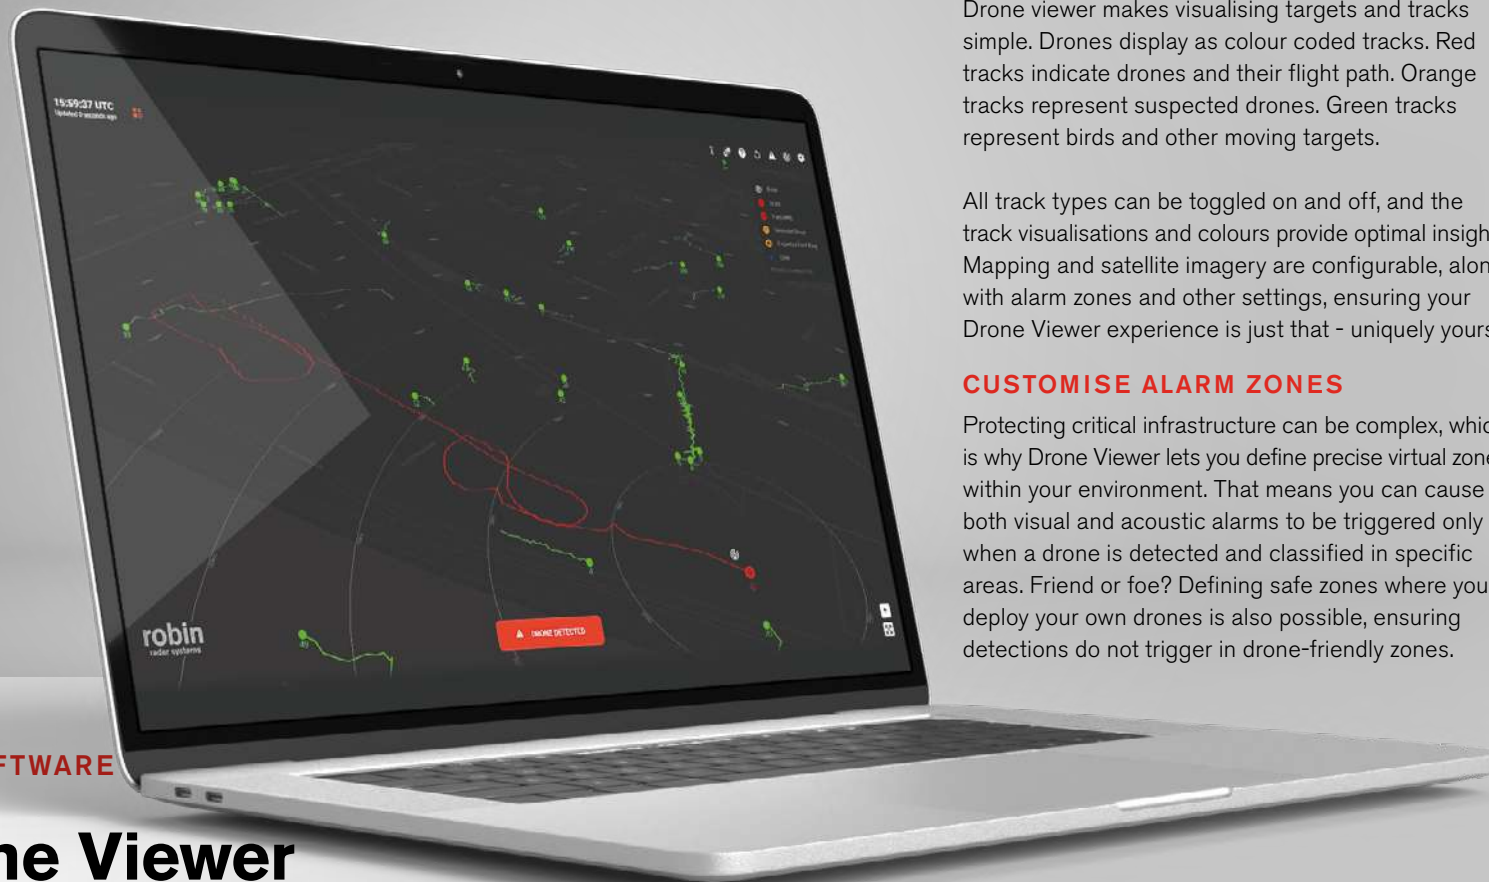 Drone viewer makes visualising targets and tracks
simple. Drones display as colour coded tracks. Red
tracks indicate drones and their flight path. Orange
tracks represent suspected drones. Green tracks
represent birds and other moving targets.
All track types can be toggled on and off, and the
track visualisations and colours provide optimal insigh
Mapping and satellite imagery are configurable, alon
with alarm zones and other settings, ensuring your
Drone Viewer experience is just that - uniquely yours
CUSTOMISE ALARM ZONES
Protecting critical infrastructure can be complex, whic
is why Drone Viewer lets you define precise virtual zone
within your environment. That means you can cause
both visual and acoustic alarms to be triggered only
when a drone is detected and classified in specific
areas. Friend or foe? Defining safe zones where you
deploy your own drones is also possible, ensuring
detections do not trigger in drone-friendly zones.
15:59:37 UTC
Updated 0 seconds ago
DRONE DETECTED
robin
radar systems
FTWARE
ne Viewer